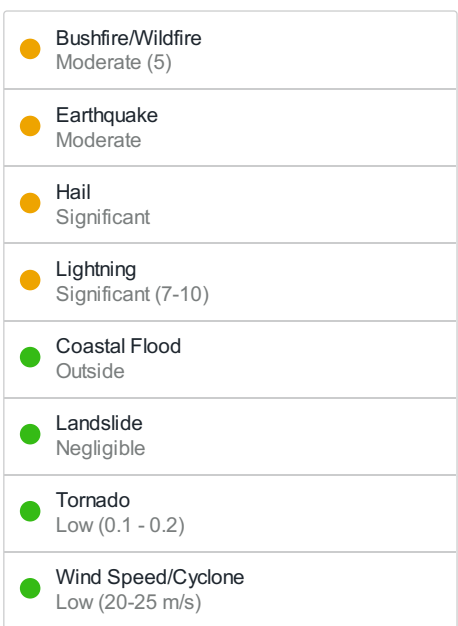 Bushfire/Wildfire
Moderate (5)
Earthquake
Moderate
Hail
Significant
Lightning
Significant (7-10)
Coastal Flood
Outside
Landslide
Negligible
Tornado
Low (0.1 - 0.2)
Wind Speed/Cyclone
Low (20-25 m/s)